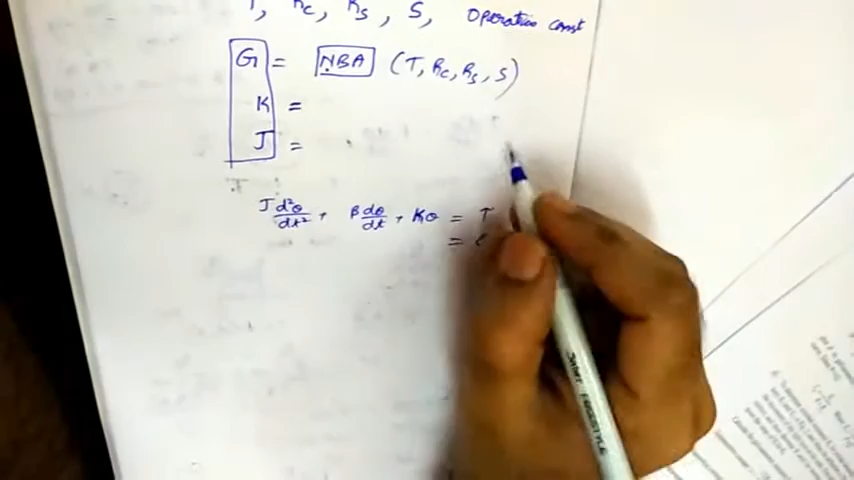 T, Rc, Rs, S, Operation const
G = NBA (T, Rc, Rs, S)
K =
J =
J d²θ/dt² + B dθ/dt + Kθ = T
=